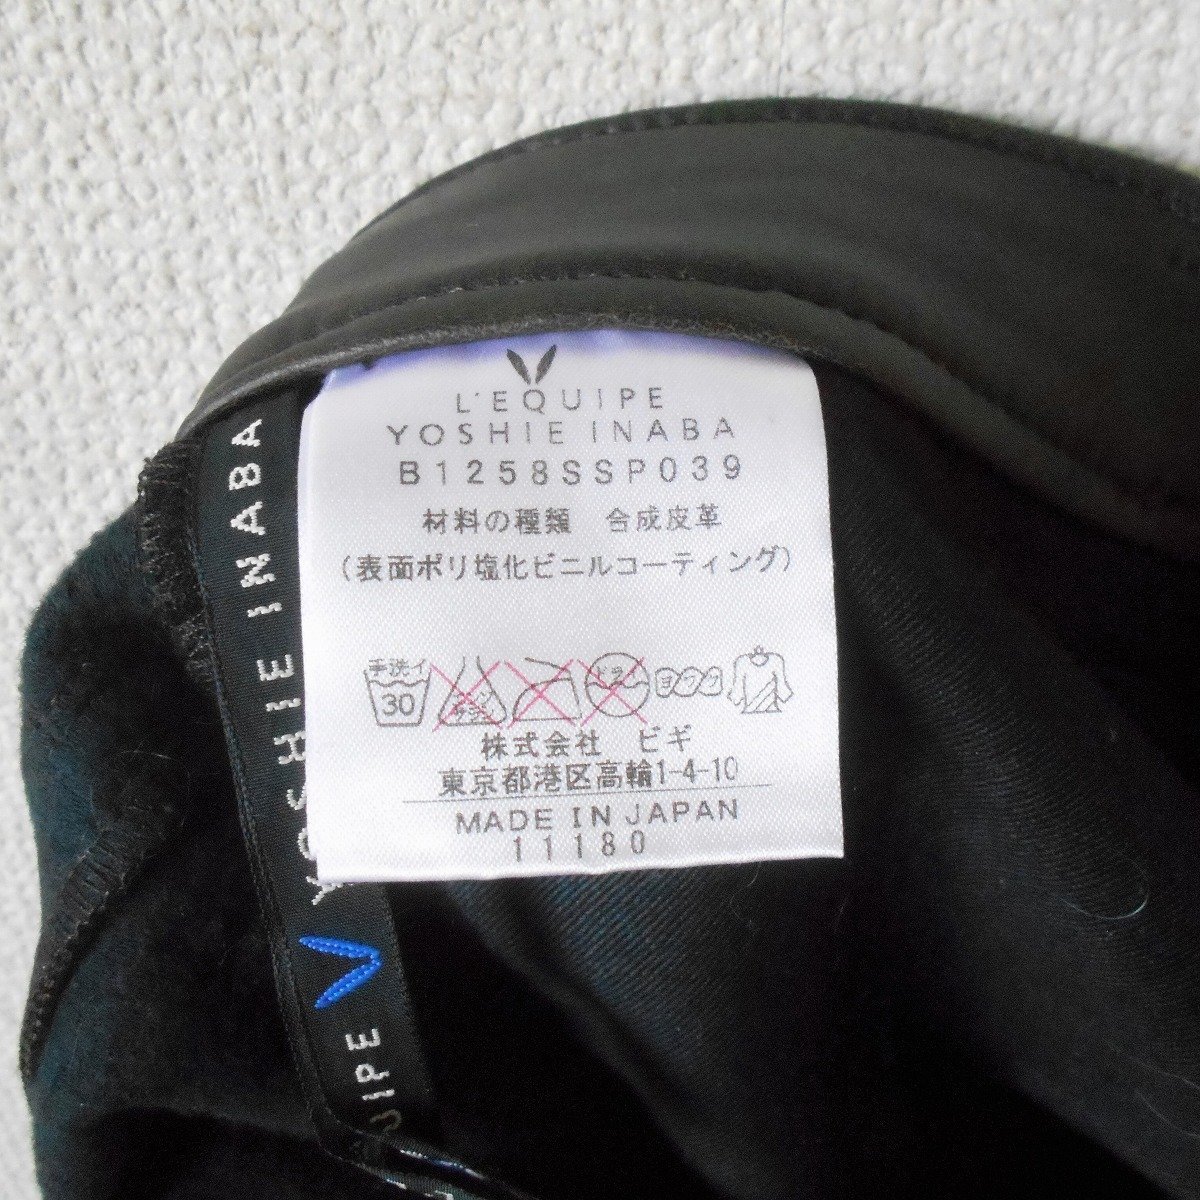 L'EQUIPE
YOSHIE INABA
B1258SSP039
材料の種類 合成皮革
(表面ポリ塩化ビニルコーティング)
手洗イ
30
ドライ
ヨワク
株式会社 ビギ
東京都港区高輪1-4-10
MADE IN JAPAN
11180
YOSHIE INABA
UIPE